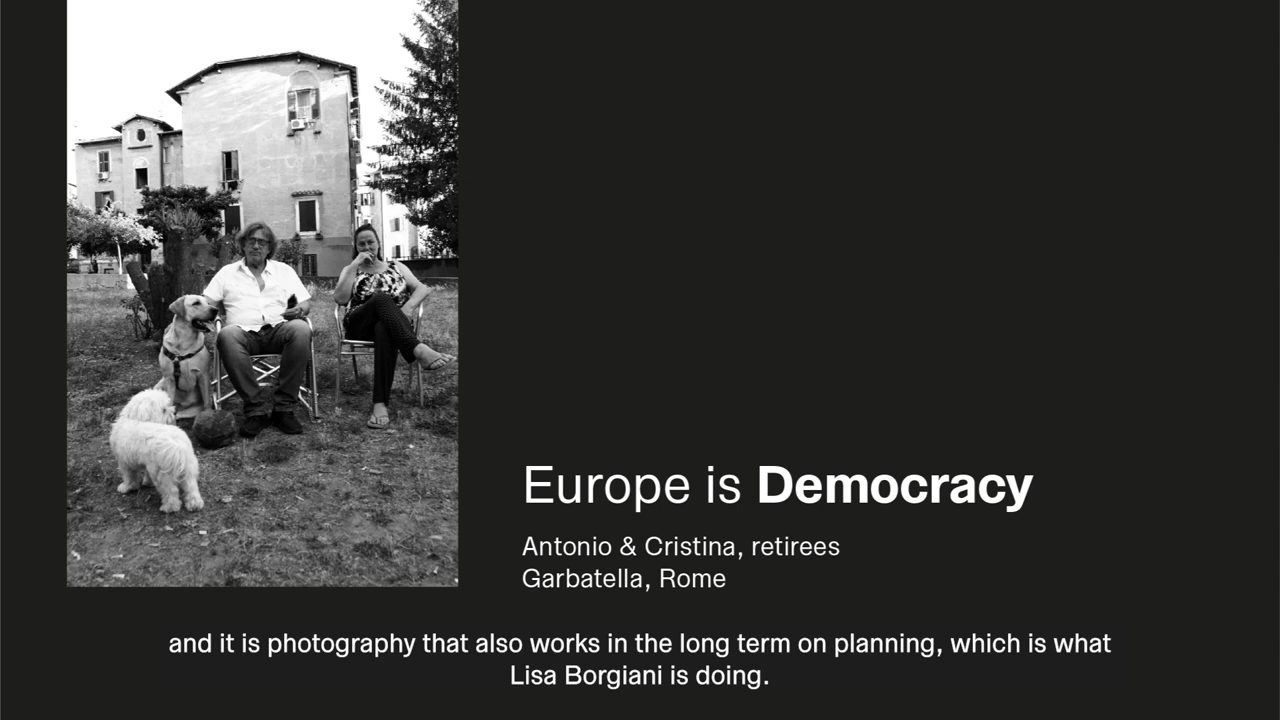 Europe is Democracy
Antonio & Cristina, retirees
Garbatella, Rome
and it is photography that also works in the long term on planning, which is what
Lisa Borgiani is doing.